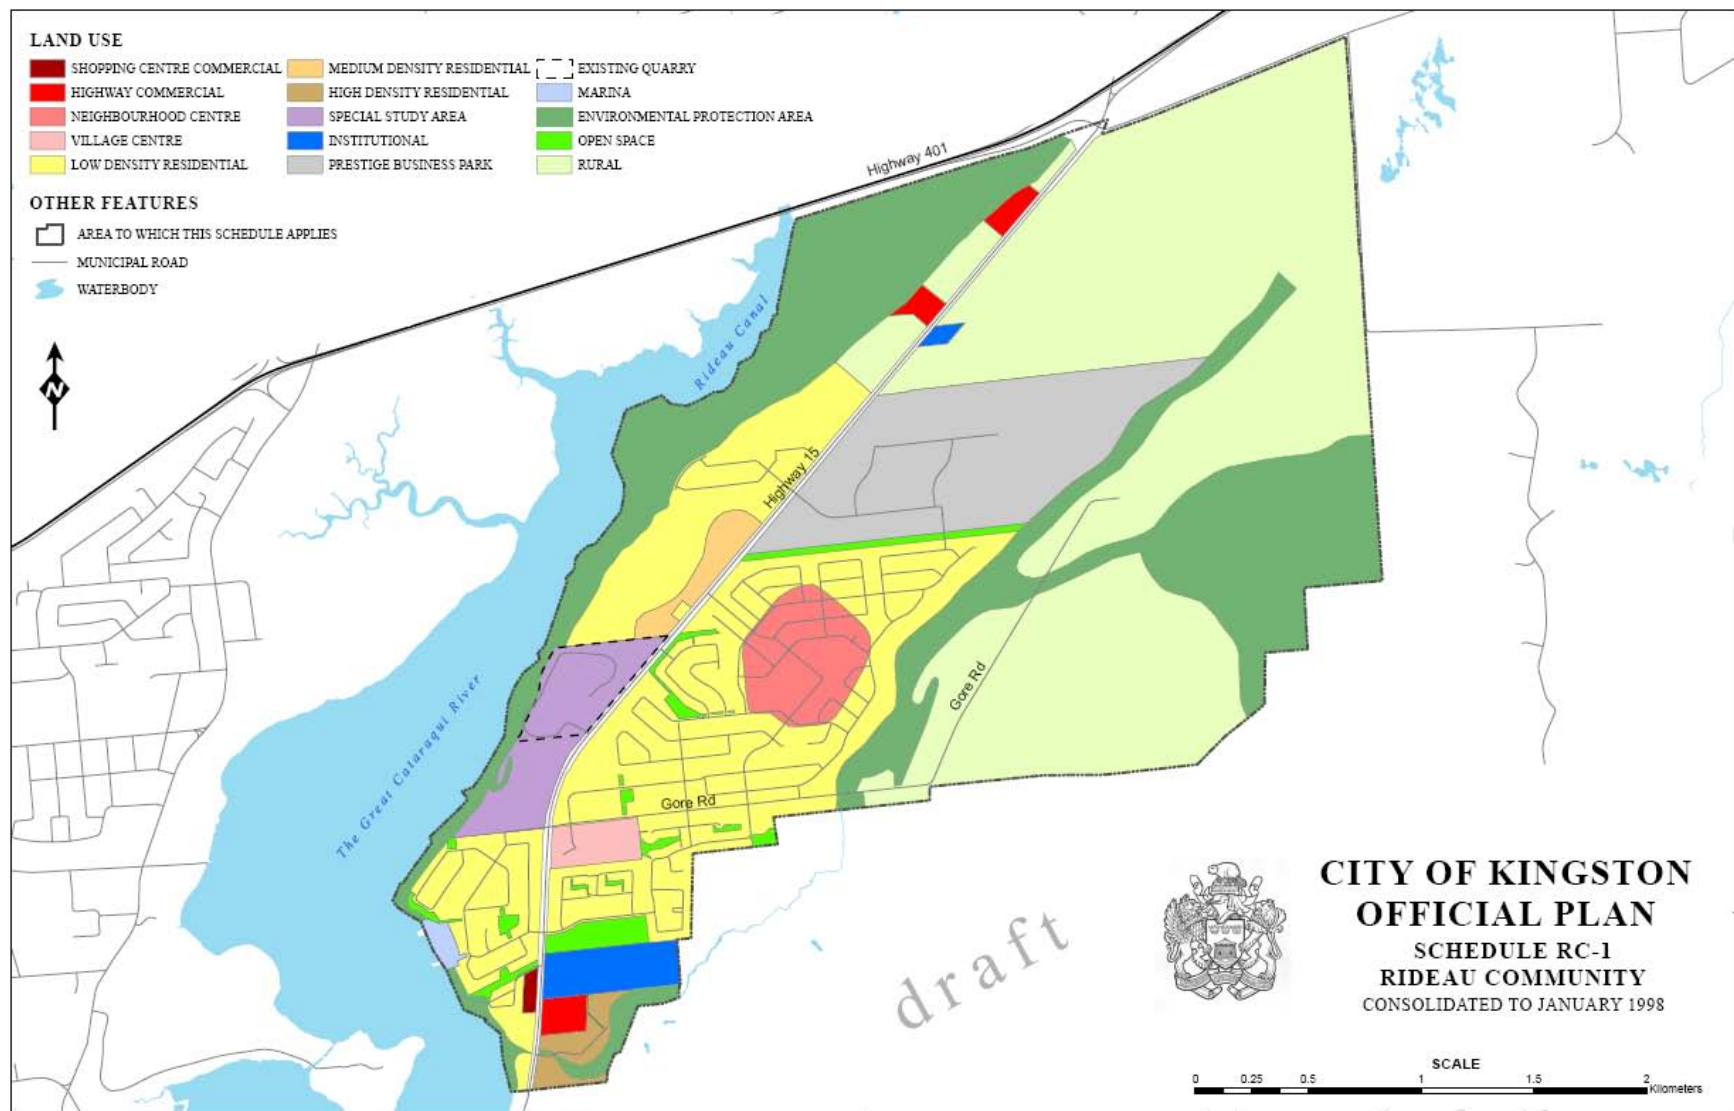 LAND USE
SHOPPING CENTRE COMMERCIAL
HIGHWAY COMMERCIAL
NEIGHBOURHOOD CENTRE
VILLAGE CENTRE
LOW DENSITY RESIDENTIAL
MEDIUM DENSITY RESIDENTIAL
HIGH DENSITY RESIDENTIAL
SPECIAL STUDY AREA
INSTITUTIONAL
PRESTIGE BUSINESS PARK
EXISTING QUARRY
MARINA
ENVIRONMENTAL PROTECTION AREA
OPEN SPACE
RURAL
OTHER FEATURES
AREA TO WHICH THIS SCHEDULE APPLIES
MUNICIPAL ROAD
WATERBODY
N
Highway 401
Rideau Canal
Highway 15
The Great Cataraqui River
Gore Rd
Gore Rd
draft
CITY OF KINGSTON
OFFICIAL PLAN
SCHEDULE RC-1
RIDEAU COMMUNITY
CONSOLIDATED TO JANUARY 1998
SCALE
0 0.25 0.5 1 1.5 2
Kilometers